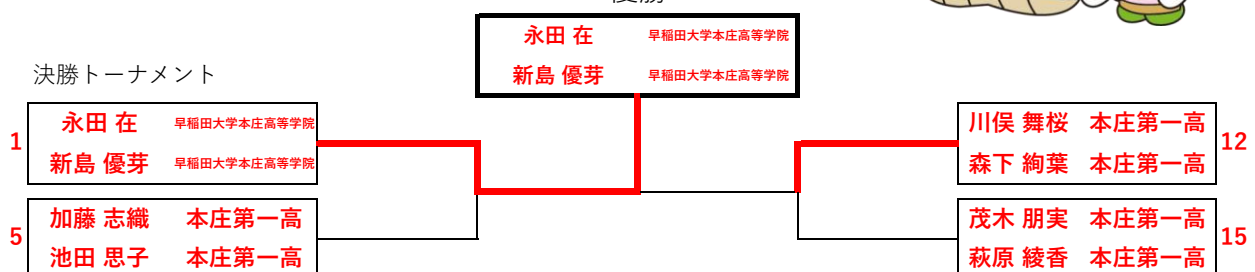 永田 在 早稲田大学本庄高等学院
新島 優芽 早稲田大学本庄高等学院
決勝トーナメント
1
永田 在 早稲田大学本庄高等学院
新島 優芽 早稲田大学本庄高等学院
川俣 舞桜 本庄第一高
森下 絢葉 本庄第一高
12
5
加藤 志織 本庄第一高
池田 思子 本庄第一高
茂木 朋実 本庄第一高
萩原 綾香 本庄第一高
15